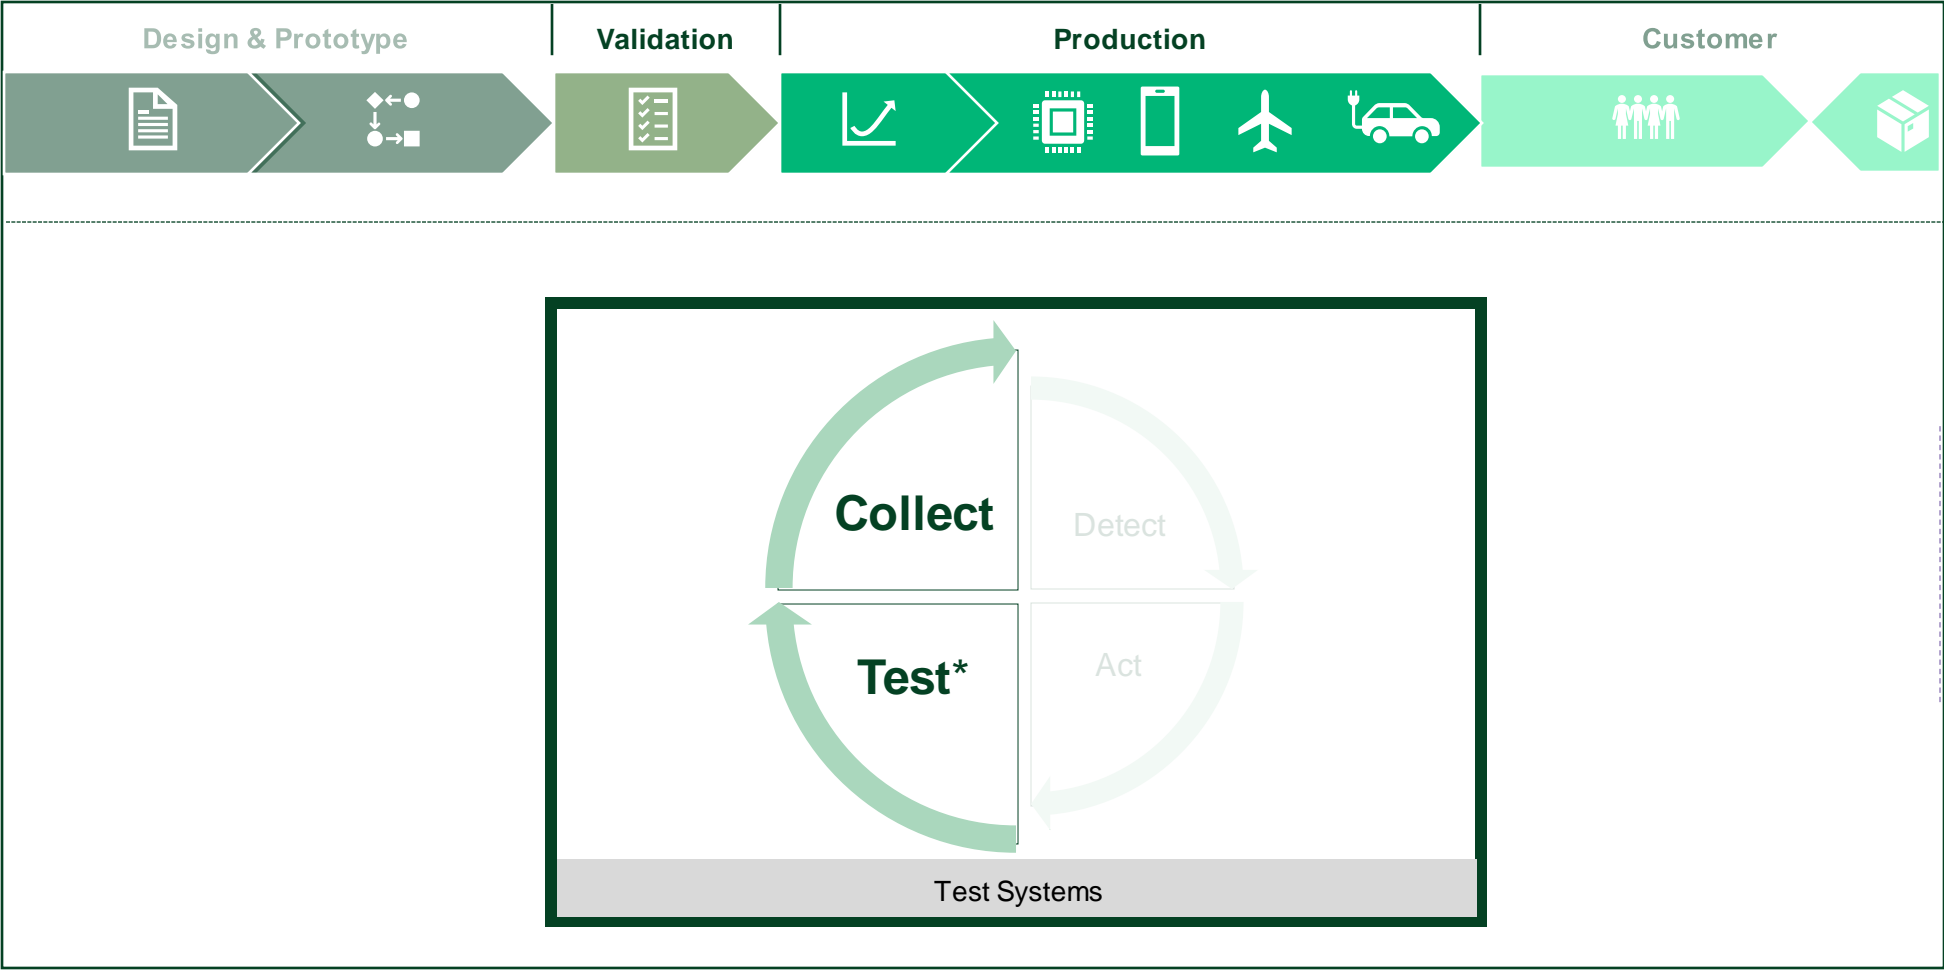 Design & Prototype
Validation
Production
Customer
Collect
Detect
Test*
Act
Test Systems